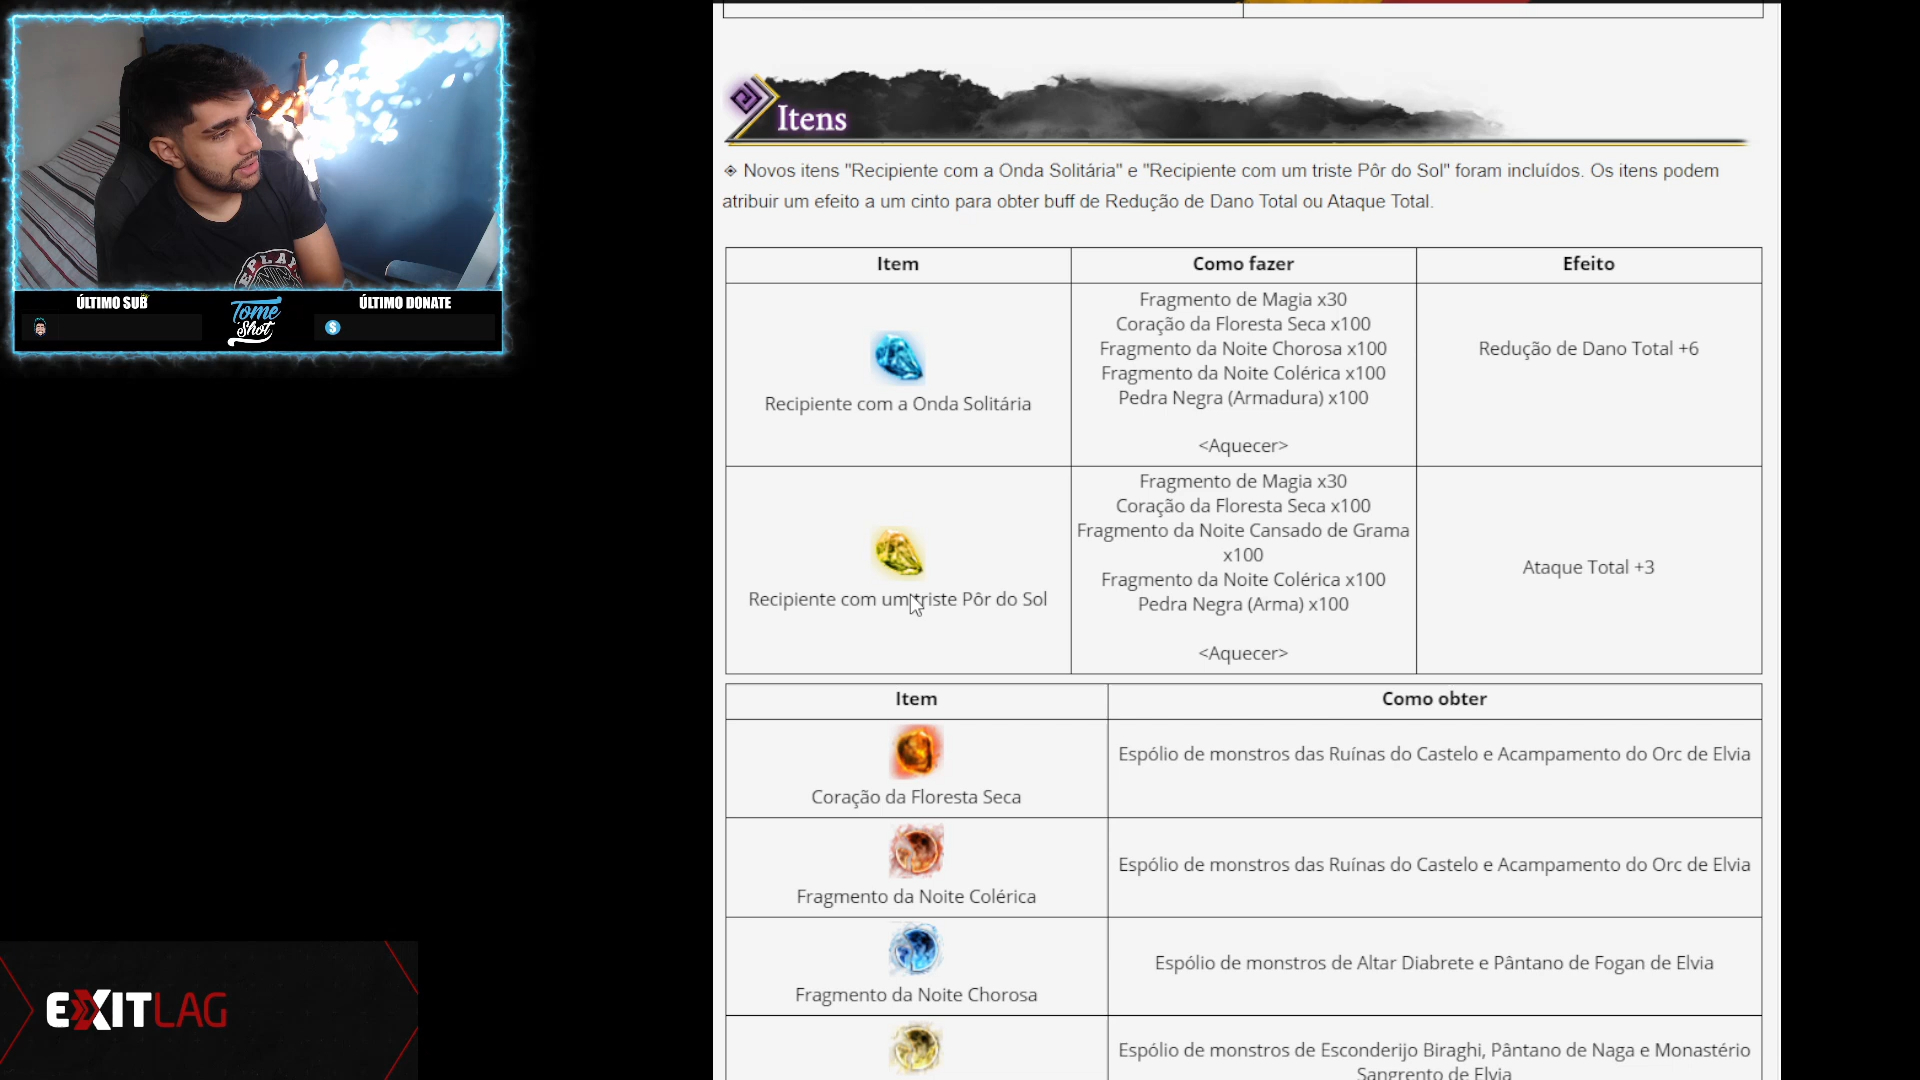 ÚLTIMO SUB
Tome
Shot
ÚLTIMO DONATE
$
EXITLAG
Itens
Novos itens "Recipiente com a Onda Solitária" e "Recipiente com um triste Pôr do Sol" foram incluídos. Os itens podem
atribuir um efeito a um cinto para obter buff de Redução de Dano Total ou Ataque Total.
Item
Como fazer
Efeito
Recipiente com a Onda Solitária
Fragmento de Magia x30
Coração da Floresta Seca x100
Fragmento da Noite Chorosa x100
Fragmento da Noite Colérica x100
Pedra Negra (Armadura) x100
<Aquecer>
Redução de Dano Total +6
Recipiente com um triste Pôr do Sol
Fragmento de Magia x30
Coração da Floresta Seca x100
Fragmento da Noite Cansado de Grama
x100
Fragmento da Noite Colérica x100
Pedra Negra (Arma) x100
<Aquecer>
Ataque Total +3
Item
Como obter
Coração da Floresta Seca
Espólio de monstros das Ruínas do Castelo e Acampamento do Orc de Elvia
Fragmento da Noite Colérica
Espólio de monstros das Ruínas do Castelo e Acampamento do Orc de Elvia
Fragmento da Noite Chorosa
Espólio de monstros de Altar Diabrete e Pântano de Fogan de Elvia
Espólio de monstros de Esconderijo Biraghi, Pântano de Naga e Monastério
Sangrento de Elvia